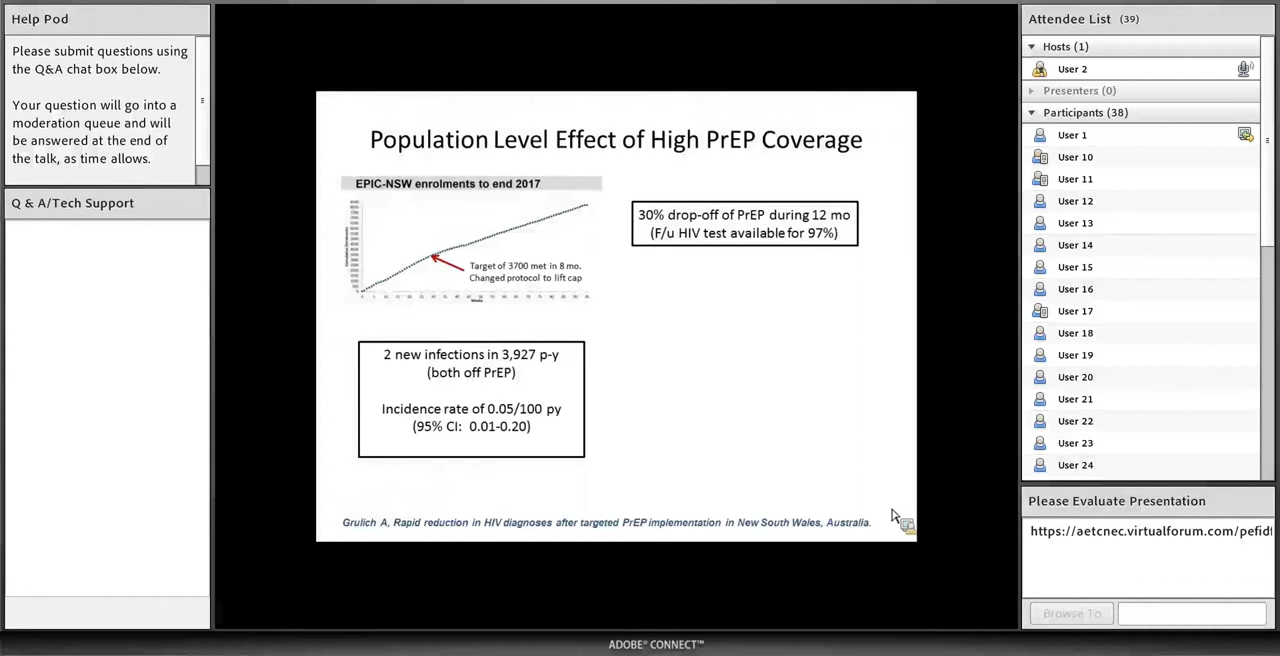 Help Pod
Please submit questions using
the Q&A chat box below.
Your question will go into a
moderation queue and will
be answered at the end of
the talk, as time allows.
Q & A/Tech Support
Population Level Effect of High PrEP Coverage
EPIC-NSW enrolments to end 2017
Target of 3700 met in 8 mo.
Changed protocol to lift cap
30% drop-off of PrEP during 12 mo
(F/u HIV test available for 97%)
2 new infections in 3,927 p-y
(both off PrEP)
Incidence rate of 0.05/100 py
(95% CI: 0.01-0.20)
Grulich A, Rapid reduction in HIV diagnoses after targeted PrEP implementation in New South Wales, Australia.
Attendee List (39)
Hosts (1)
User 2
Presenters (0)
Participants (38)
User 1
User 10
User 11
User 12
User 13
User 14
User 15
User 16
User 17
User 18
User 19
User 20
User 21
User 22
User 23
User 24
Please Evaluate Presentation
https://aetcnec.virtualforum.com/pefidf
Browse To
ADOBE® CONNECT™